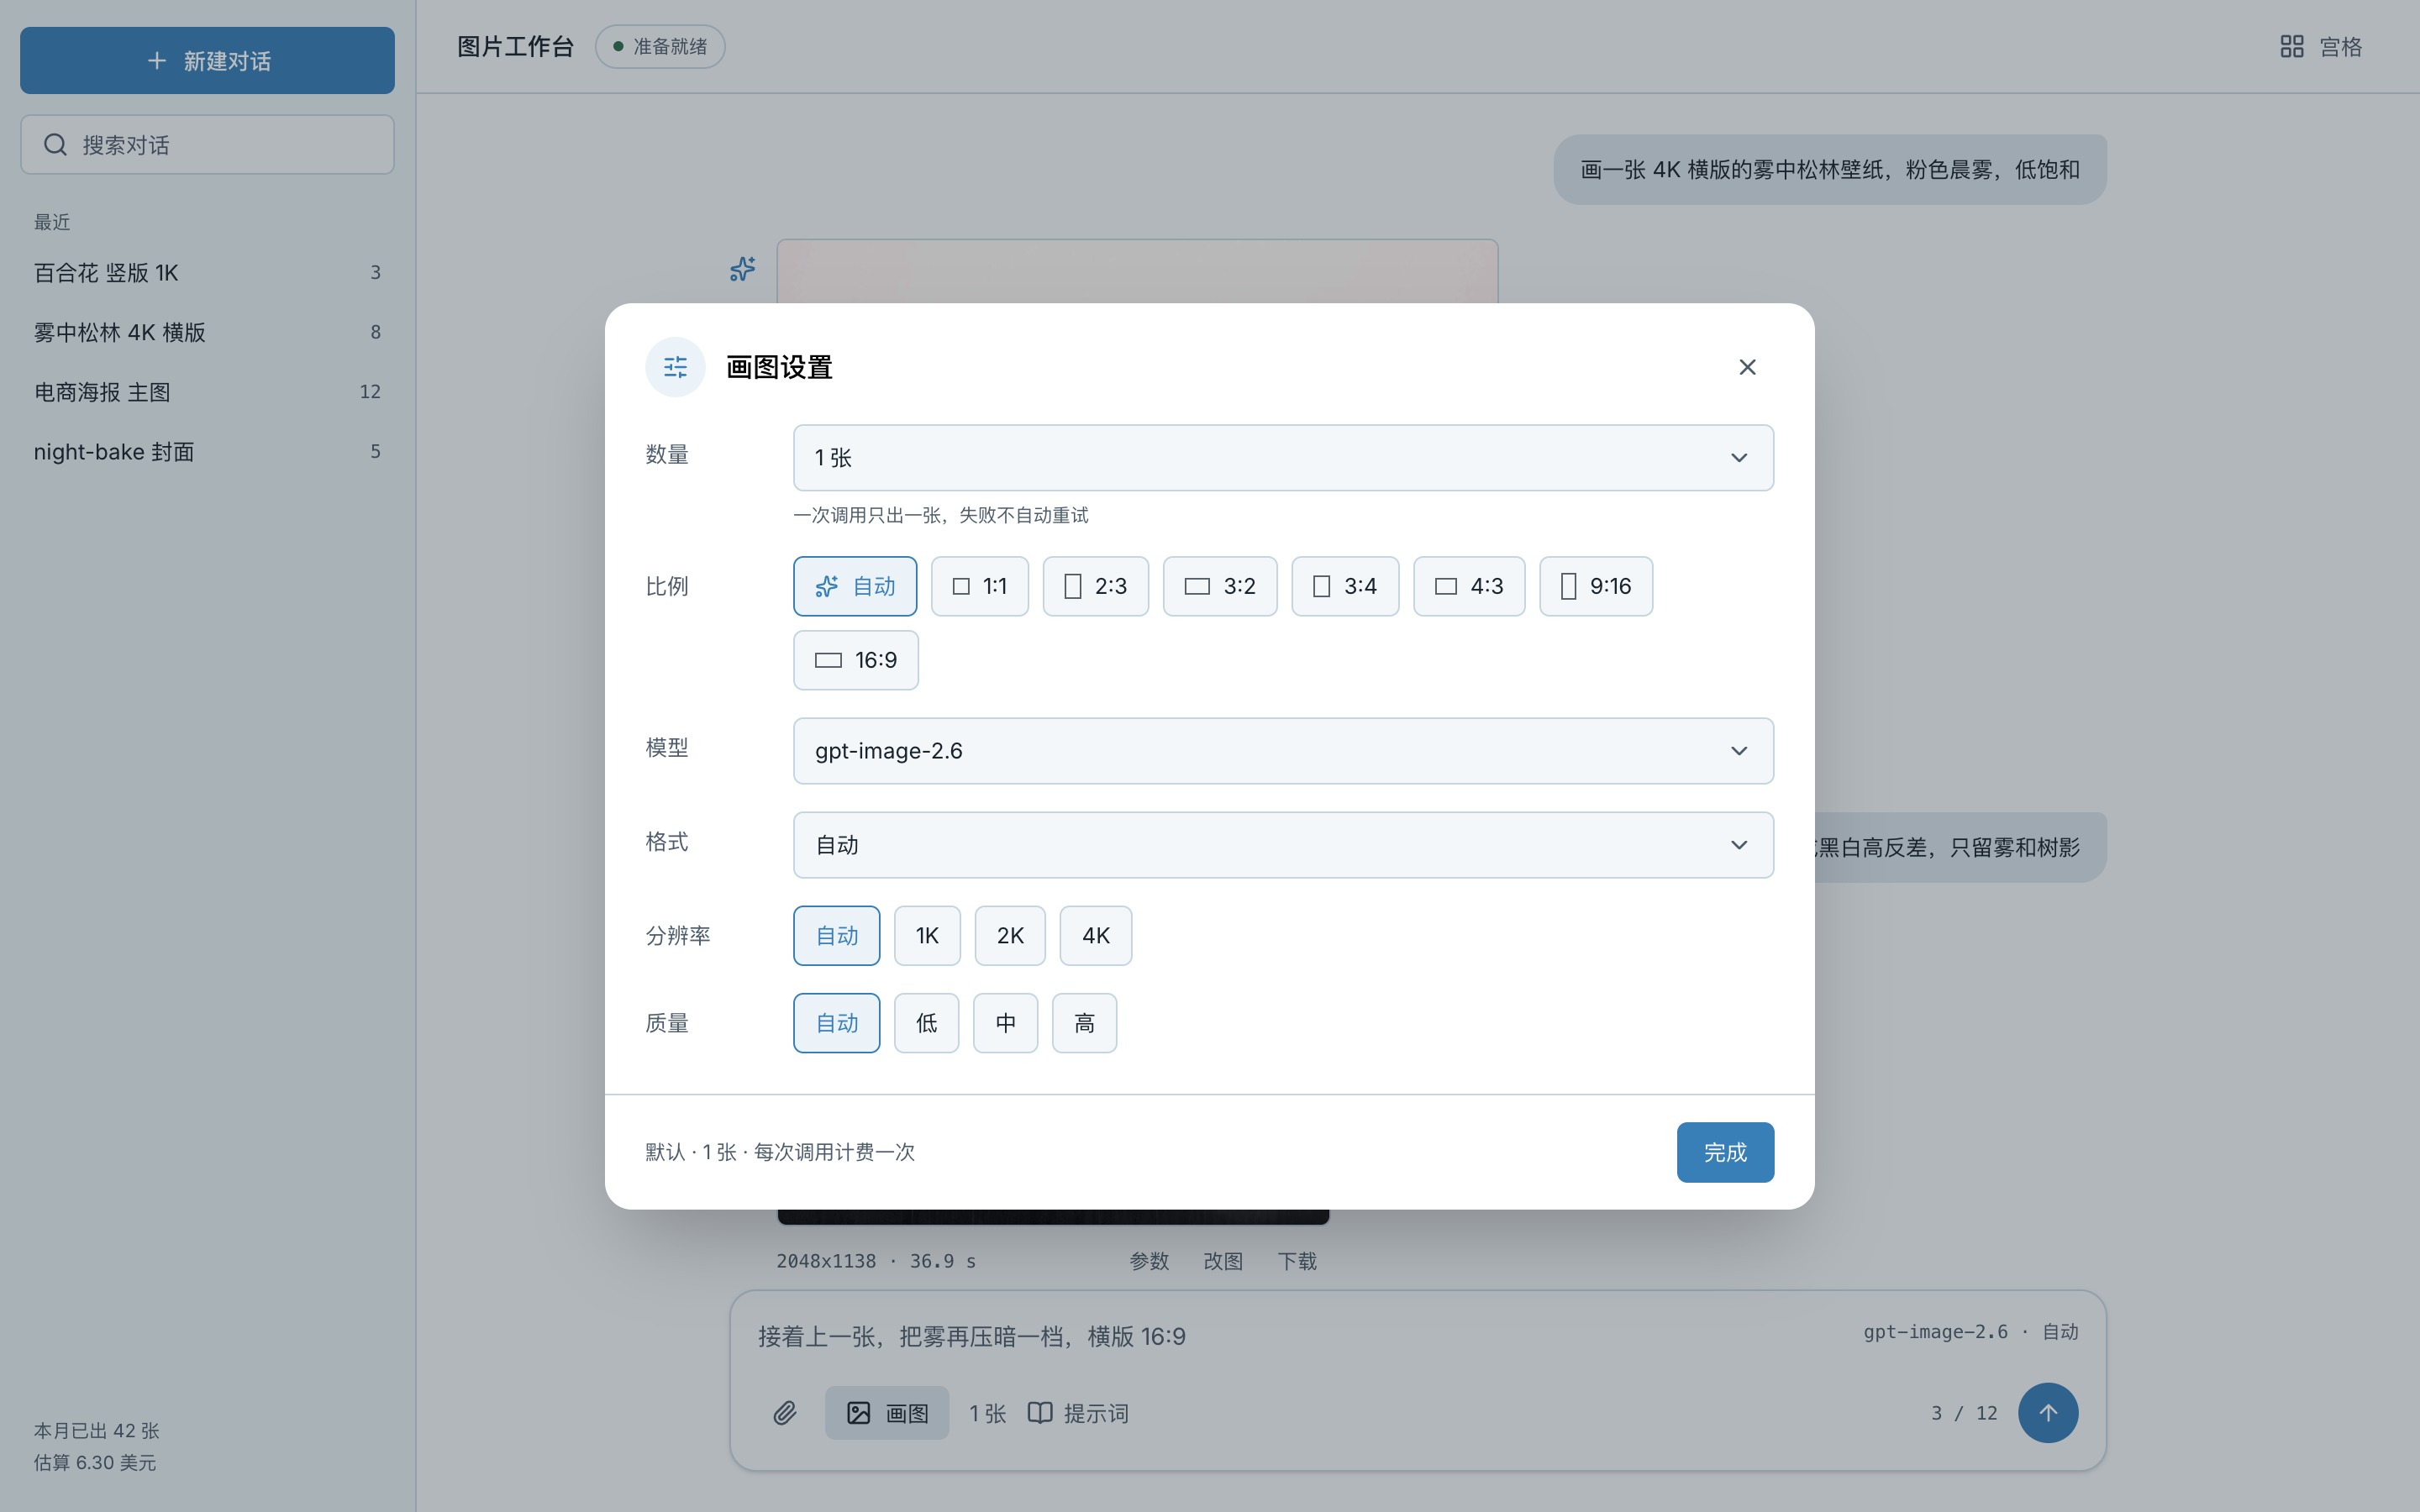 新建对话
搜索对话
最近
百合花 竖版 1K 3
雾中松林 4K 横版 8
电商海报 主图 12
night-bake 封面 5
本月已出 42 张
估算 6.30 美元
图片工作台 准备就绪 宫格
画一张 4K 横版的雾中松林壁纸，粉色晨雾，低饱和
画图设置
数量 1 张
一次调用只出一张，失败不自动重试
比例 自动 1:1 2:3 3:2 3:4 4:3 9:16
16:9
模型 gpt-image-2.6
格式 自动
分辨率 自动 1K 2K 4K
质量 自动 低 中 高
默认 · 1 张 · 每次调用计费一次 完成
黑白高反差，只留雾和树影
2048x1138 · 36.9 s 参数 改图 下载
接着上一张，把雾再压暗一档，横版 16:9 gpt-image-2.6 · 自动
画图 1 张 提示词 3 / 12